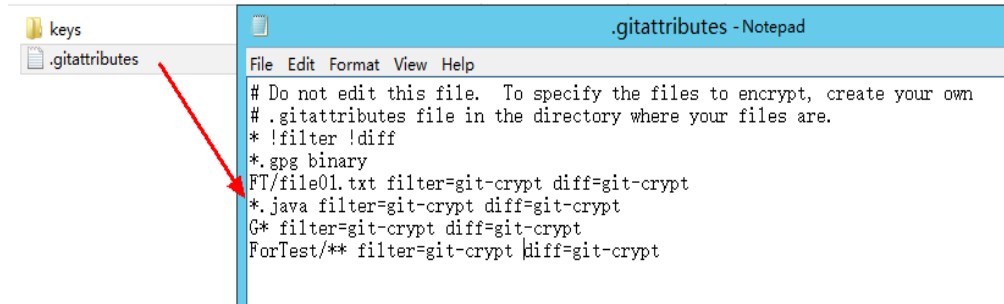 keys
.gitattributes
.gitattributes - Notepad
File Edit Format View Help
# Do not edit this file.  To specify the files to encrypt, create your own
# .gitattributes file in the directory where your files are.
* !filter !diff
*.gpg binary
FT/file01.txt filter=git-crypt diff=git-crypt
*.java filter=git-crypt diff=git-crypt
G* filter=git-crypt diff=git-crypt
ForTest/** filter=git-crypt diff=git-crypt